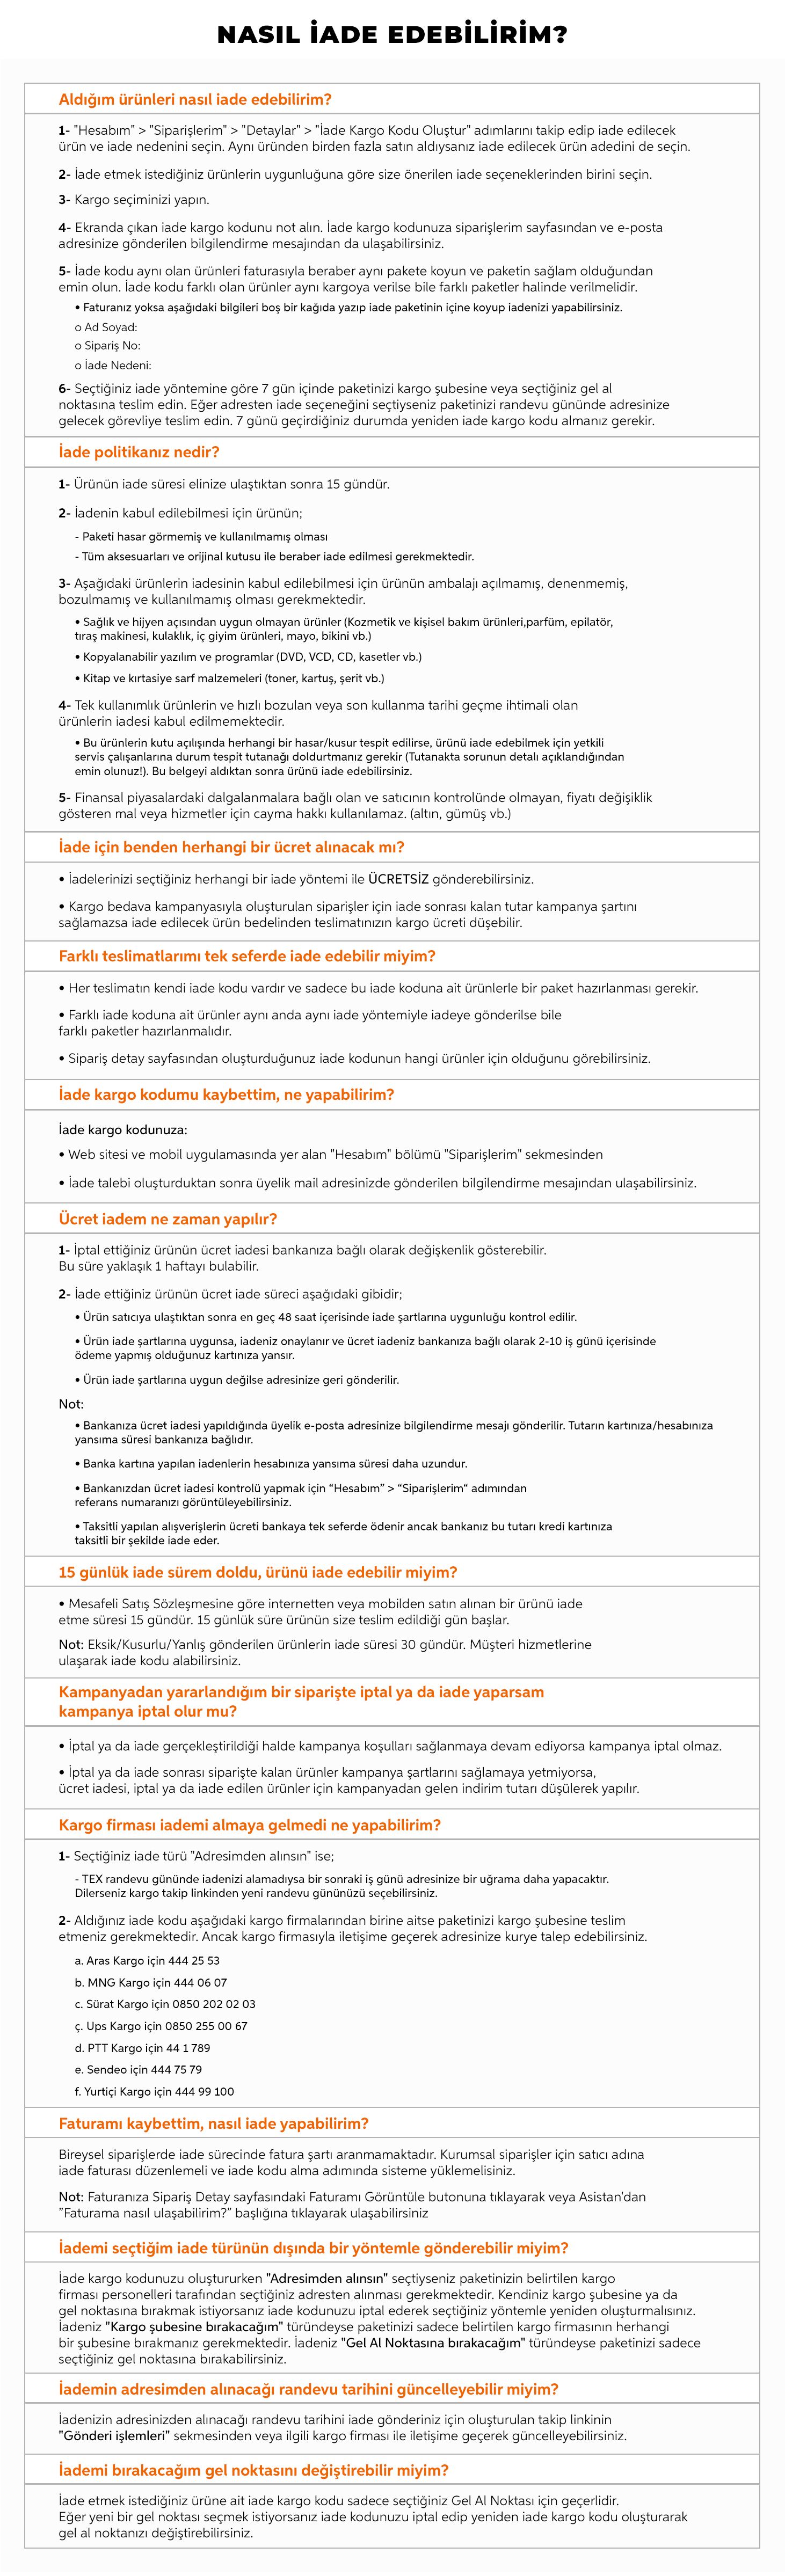 NASIL İADE EDEBİLİRİM?
Aldığım ürünleri nasıl iade edebilirim?
1- "Hesabım" > "Siparişlerim" > "Detaylar" > "İade Kargo Kodu Oluştur" adımlarını takip edip iade edilecek
ürün ve iade nedenini seçin. Aynı üründen birden fazla satın aldıysanız iade edilecek ürün adedini de seçin.
2- İade etmek istediğiniz ürünlerin uygunluğuna göre size önerilen iade seçeneklerinden birini seçin.
3- Kargo seçiminizi yapın.
4- Ekranda çıkan iade kargo kodunu not alın. İade kargo kodunuza siparişlerim sayfasından ve e-posta
adresinize gönderilen bilgilendirme mesajından da ulaşabilirsiniz.
5- İade kodu aynı olan ürünleri faturasıyla beraber aynı pakete koyun ve paketin sağlam olduğundan
emin olun. İade kodu farklı olan ürünler aynı kargoya verilse bile farklı paketler halinde verilmelidir.
• Faturanız yoksa aşağıdaki bilgileri boş bir kağıda yazıp iade paketinin içine koyup iadenizi yapabilirsiniz.
o Ad Soyad:
o Sipariş No:
o İade Nedeni:
6- Seçtiğiniz iade yöntemine göre 7 gün içinde paketinizi kargo şubesine veya seçtiğiniz gel al
noktasına teslim edin. Eğer adresten iade seçeneğini seçtiyseniz paketinizi randevu gününde adresinize
gelecek görevliye teslim edin. 7 günü geçirdiğiniz durumda yeniden iade kargo kodu almanız gerekir.
İade politikanız nedir?
1- Ürünün iade süresi elinize ulaştıktan sonra 15 gündür.
2- İadenin kabul edilebilmesi için ürünün;
- Paketi hasar görmemiş ve kullanılmamış olması
- Tüm aksesuarları ve orijinal kutusu ile beraber iade edilmesi gerekmektedir.
3- Aşağıdaki ürünlerin iadesinin kabul edilebilmesi için ürünün ambalajı açılmamış, denenmemiş,
bozulmamış ve kullanılmamış olması gerekmektedir.
• Sağlık ve hijyen açısından uygun olmayan ürünler (Kozmetik ve kişisel bakım ürünleri,parfüm, epilatör,
tıraş makinesi, kulaklık, iç giyim ürünleri, mayo, bikini vb.)
• Kopyalanabilir yazılım ve programlar (DVD, VCD, CD, kasetler vb.)
• Kitap ve kırtasiye sarf malzemeleri (toner, kartuş, şerit vb.)
4- Tek kullanımlık ürünlerin ve hızlı bozulan veya son kullanma tarihi geçme ihtimali olan
ürünlerin iadesi kabul edilmemektedir.
• Bu ürünlerin kutu açılışında herhangi bir hasar/kusur tespit edilirse, ürünü iade edebilmek için yetkili
servis çalışanlarına durum tespit tutanağı doldurtmanız gerekir (Tutanakta sorunun detalı açıklandığından
emin olunuz!). Bu belgeyi aldıktan sonra ürünü iade edebilirsiniz.
5- Finansal piyasalardaki dalgalanmalara bağlı olan ve satıcının kontrolünde olmayan, fiyatı değişiklik
gösteren mal veya hizmetler için cayma hakkı kullanılamaz. (altın, gümüş vb.)
İade için benden herhangi bir ücret alınacak mı?
• İadelerinizi seçtiğiniz herhangi bir iade yöntemi ile ÜCRETSİZ gönderebilirsiniz.
• Kargo bedava kampanyasıyla oluşturulan siparişler için iade sonrası kalan tutar kampanya şartını
sağlamazsa iade edilecek ürün bedelinden teslimatınızın kargo ücreti düşebilir.
Farklı teslimatlarımı tek seferde iade edebilir miyim?
• Her teslimatın kendi iade kodu vardır ve sadece bu iade koduna ait ürünlerle bir paket hazırlanması gerekir.
• Farklı iade koduna ait ürünler aynı anda aynı iade yöntemiyle iadeye gönderilse bile
farklı paketler hazırlanmalıdır.
• Sipariş detay sayfasından oluşturduğunuz iade kodunun hangi ürünler için olduğunu görebilirsiniz.
İade kargo kodumu kaybettim, ne yapabilirim?
İade kargo kodunuza:
• Web sitesi ve mobil uygulamasında yer alan "Hesabım" bölümü "Siparişlerim" sekmesinden
• İade talebi oluşturduktan sonra üyelik mail adresinizde gönderilen bilgilendirme mesajından ulaşabilirsiniz.
Ücret iadem ne zaman yapılır?
1- İptal ettiğiniz ürünün ücret iadesi bankanıza bağlı olarak değişkenlik gösterebilir.
Bu süre yaklaşık 1 haftayı bulabilir.
2- İade ettiğiniz ürünün ücret iade süreci aşağıdaki gibidir;
• Ürün satıcıya ulaştıktan sonra en geç 48 saat içerisinde iade şartlarına uygunluğu kontrol edilir.
• Ürün iade şartlarına uygunsa, iadeniz onaylanır ve ücret iadeniz bankanıza bağlı olarak 2-10 iş günü içerisinde
ödeme yapmış olduğunuz kartınıza yansır.
• Ürün iade şartlarına uygun değilse adresinize geri gönderilir.
Not:
• Bankanıza ücret iadesi yapıldığında üyelik e-posta adresinize bilgilendirme mesajı gönderilir. Tutarın kartınıza/hesabınıza
yansıma süresi bankanıza bağlıdır.
• Banka kartına yapılan iadenlerin hesabınıza yansıma süresi daha uzundur.
• Bankanızdan ücret iadesi kontrolü yapmak için “Hesabım” > “Siparişlerim“ adımından
referans numaranızı görüntüleyebilirsiniz.
• Taksitli yapılan alışverişlerin ücreti bankaya tek seferde ödenir ancak bankanız bu tutarı kredi kartınıza
taksitli bir şekilde iade eder.
15 günlük iade sürem doldu, ürünü iade edebilir miyim?
• Mesafeli Satış Sözleşmesine göre internetten veya mobilden satın alınan bir ürünü iade
etme süresi 15 gündür. 15 günlük süre ürünün size teslim edildiği gün başlar.
Not: Eksik/Kusurlu/Yanlış gönderilen ürünlerin iade süresi 30 gündür. Müşteri hizmetlerine
ulaşarak iade kodu alabilirsiniz.
Kampanyadan yararlandığım bir siparişte iptal ya da iade yaparsam
kampanya iptal olur mu?
• İptal ya da iade gerçekleştirildiği halde kampanya koşulları sağlanmaya devam ediyorsa kampanya iptal olmaz.
• İptal ya da iade sonrası siparişte kalan ürünler kampanya şartlarını sağlamaya yetmiyorsa,
ücret iadesi, iptal ya da iade edilen ürünler için kampanyadan gelen indirim tutarı düşülerek yapılır.
Kargo firması iademi almaya gelmedi ne yapabilirim?
1- Seçtiğiniz iade türü "Adresimden alınsın" ise;
- TEX randevu gününde iadenizi alamadıysa bir sonraki iş günü adresinize bir uğrama daha yapacaktır.
Dilerseniz kargo takip linkinden yeni randevu gününüzü seçebilirsiniz.
2- Aldığınız iade kodu aşağıdaki kargo firmalarından birine aitse paketinizi kargo şubesine teslim
etmeniz gerekmektedir. Ancak kargo firmasıyla iletişime geçerek adresinize kurye talep edebilirsiniz.
a. Aras Kargo için 444 25 53
b. MNG Kargo için 444 06 07
c. Sürat Kargo için 0850 202 02 03
ç. Ups Kargo için 0850 255 00 67
d. PTT Kargo için 44 1 789
e. Sendeo için 444 75 79
f. Yurtiçi Kargo için 444 99 100
Faturamı kaybettim, nasıl iade yapabilirim?
Bireysel siparişlerde iade sürecinde fatura şartı aranmamaktadır. Kurumsal siparişler için satıcı adına
iade faturası düzenlemeli ve iade kodu alma adımında sisteme yüklemelisiniz.
Not: Faturanıza Sipariş Detay sayfasındaki Faturamı Görüntüle butonuna tıklayarak veya Asistan'dan
”Faturama nasıl ulaşabilirim?” başlığına tıklayarak ulaşabilirsiniz
İademi seçtiğim iade türünün dışında bir yöntemle gönderebilir miyim?
İade kargo kodunuzu oluştururken "Adresimden alınsın" seçtiyseniz paketinizin belirtilen kargo
firması personelleri tarafından seçtiğiniz adresten alınması gerekmektedir. Kendiniz kargo şubesine ya da
gel noktasına bırakmak istiyorsanız iade kodunuzu iptal ederek seçtiğiniz yöntemle yeniden oluşturmalısınız.
İadeniz "Kargo şubesine bırakacağım" türündeyse paketinizi sadece belirtilen kargo firmasının herhangi
bir şubesine bırakmanız gerekmektedir. İadeniz "Gel Al Noktasına bırakacağım" türündeyse paketinizi sadece
seçtiğiniz gel noktasına bırakabilirsiniz.
İademin adresimden alınacağı randevu tarihini güncelleyebilir miyim?
İadenizin adresinizden alınacağı randevu tarihini iade gönderiniz için oluşturulan takip linkinin
"Gönderi işlemleri" sekmesinden veya ilgili kargo firması ile iletişime geçerek güncelleyebilirsiniz.
İademi bırakacağım gel noktasını değiştirebilir miyim?
İade etmek istediğiniz ürüne ait iade kargo kodu sadece seçtiğiniz Gel Al Noktası için geçerlidir.
Eğer yeni bir gel noktası seçmek istiyorsanız iade kodunuzu iptal edip yeniden iade kargo kodu oluşturarak
gel al noktanızı değiştirebilirsiniz.